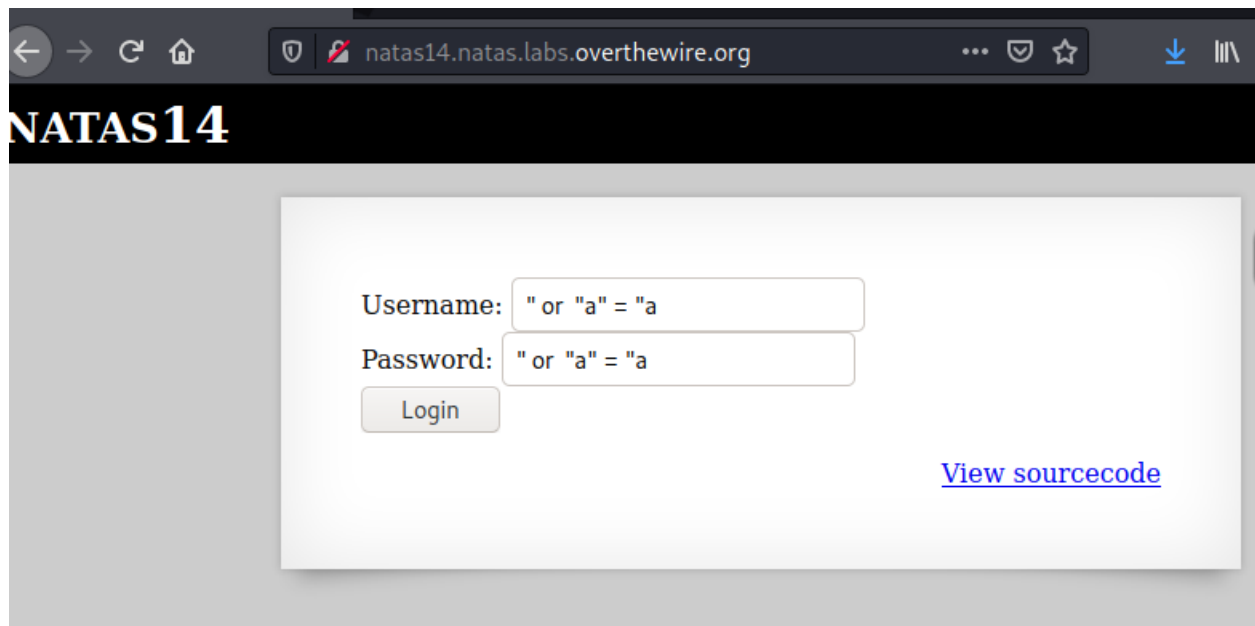 natas14.natas.labs.overthewire.org
NATAS14
Username: " or "a" = "a
Password: " or "a" = "a
Login
View sourcecode